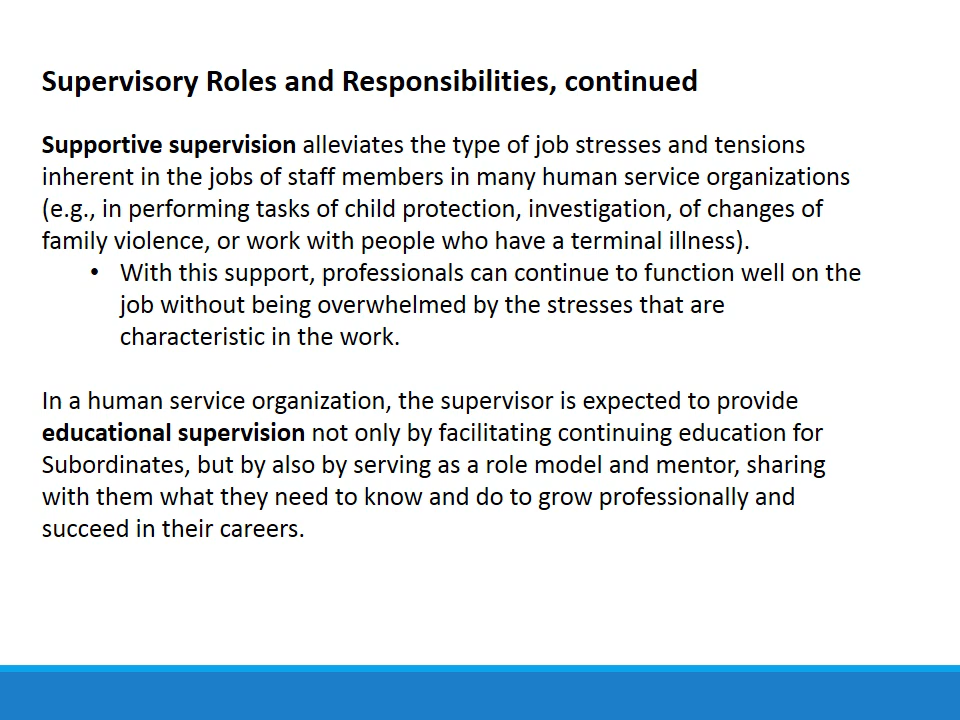 Supervisory Roles and Responsibilities, continued
Supportive supervision alleviates the type of job stresses and tensions
inherent in the jobs of staff members in many human service organizations
(e.g., in performing tasks of child protection, investigation, of changes of
family violence, or work with people who have a terminal illness).
• With this support, professionals can continue to function well on the
job without being overwhelmed by the stresses that are
characteristic in the work.
In a human service organization, the supervisor is expected to provide
educational supervision not only by facilitating continuing education for
Subordinates, but by also by serving as a role model and mentor, sharing
with them what they need to know and do to grow professionally and
succeed in their careers.